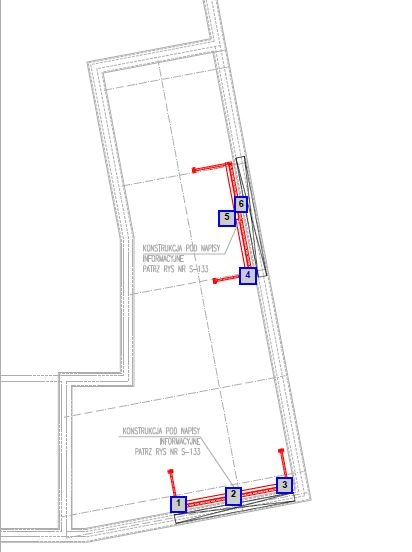 6
5
KONSTRUKCJA POD NAPISY
INFORMACYJNE
PATRZ RYS NR S-133
4
KONSTRUKCJA POD NAPISY
INFORMACYJNE
PATRZ RYS NR S-133
3
2
1